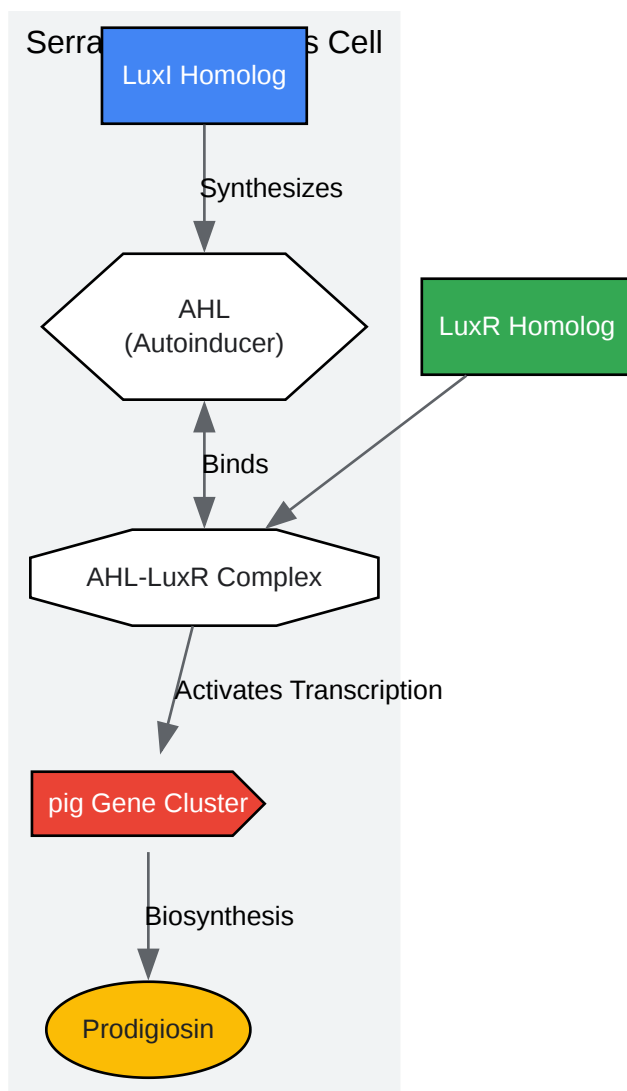 Serra
s Cell
LuxI Homolog
Synthesizes
AHL
(Autoinducer)
LuxR Homolog
Binds
AHL-LuxR Complex
Activates Transcription
pig Gene Cluster
Biosynthesis
Prodigiosin